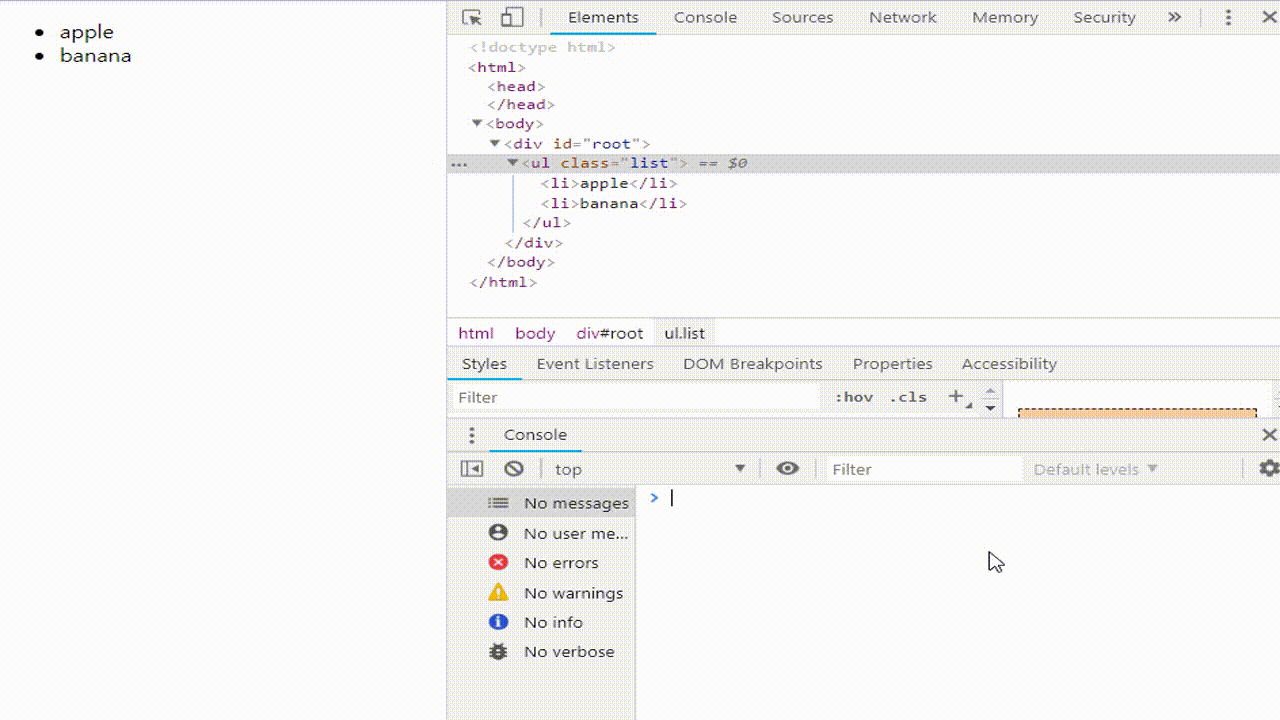 apple
banana
Elements Console Sources Network Memory Security »
<!doctype html>
<html>
<head>
</head>
▼<body>
▼<div id="root">
… ▼<ul class="list"> == $0
<li>apple</li>
<li>banana</li>
</ul>
</div>
</body>
</html>
html body div#root ul.list
Styles Event Listeners DOM Breakpoints Properties Accessibility
Filter :hov .cls +
Console
top ▼ Filter Default levels ▼
No messages
>
No user me...
No errors
No warnings
No info
No verbose